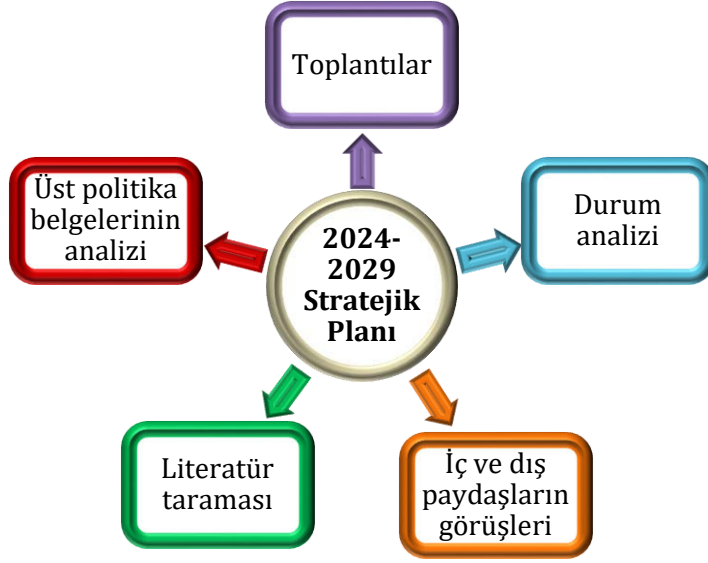 Toplantılar
Üst politika
belgelerinin
analizi
Durum
analizi
2024-
2029
Stratejik
Planı
Literatür
taraması
İç ve dış
paydaşların
görüşleri